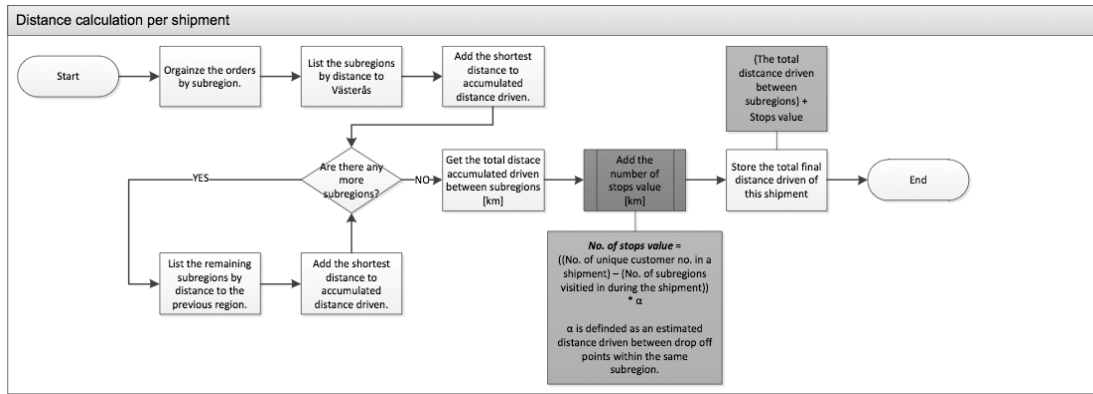 Distance calculation per shipment
Start
Orgainze the orders
by subregion.
List the subregions
by distance to
Västerås
Add the shortest
distance to
accumulated
distance driven.
(The total
distcance driven
between
subregions) +
Stops value
YES
Are there any
more
subregions?
NO
Get the total distace
accumulated driven
between subregions
[km]
Add the
number of
stops value
[km]
Store the total final
distance driven of
this shipment
End
List the remaining
subregions by
distance to the
previous region.
Add the shortest
distance to
accumulated
distance driven.
No. of stops value =
((No. of unique customer no. in a
shipment) – (No. of subregions
visitied in during the shipment))
* α
α is definded as an estimated
distance driven between drop off
points within the same
subregion.